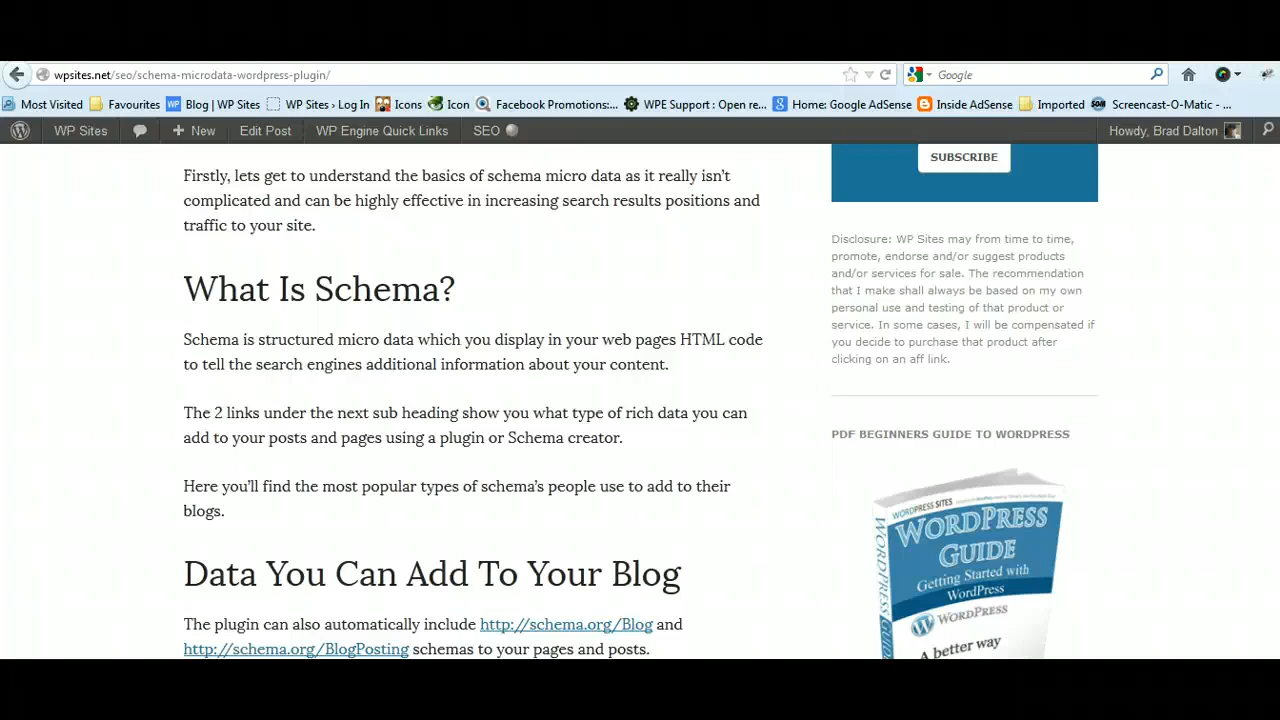 wpsites.net/seo/schema-microdata-wordpress-plugin/
Google
Most Visited Favourites Blog | WP Sites WP Sites › Log In Icons Icon Facebook Promotions:... WPE Support : Open re... Home: Google AdSense Inside AdSense Imported Screencast-O-Matic - ...
WP Sites + New Edit Post WP Engine Quick Links SEO Howdy, Brad Dalton
Firstly, lets get to understand the basics of schema micro data as it really isn't
complicated and can be highly effective in increasing search results positions and
traffic to your site.
What Is Schema?
Schema is structured micro data which you display in your web pages HTML code
to tell the search engines additional information about your content.
The 2 links under the next sub heading show you what type of rich data you can
add to your posts and pages using a plugin or Schema creator.
Here you'll find the most popular types of schema's people use to add to their
blogs.
Data You Can Add To Your Blog
The plugin can also automatically include http://schema.org/Blog and
http://schema.org/BlogPosting schemas to your pages and posts.
SUBSCRIBE
Disclosure: WP Sites may from time to time,
promote, endorse and/or suggest products
and/or services for sale. The recommendation
that I make shall always be based on my own
personal use and testing of that product or
service. In some cases, I will be compensated if
you decide to purchase that product after
clicking on an aff link.
PDF BEGINNERS GUIDE TO WORDPRESS
WORDPRESS SITES
WORDPRESS
GUIDE
Getting Started with
WordPress
WORDPRESS
A better way
WORDPRESS GUIDE